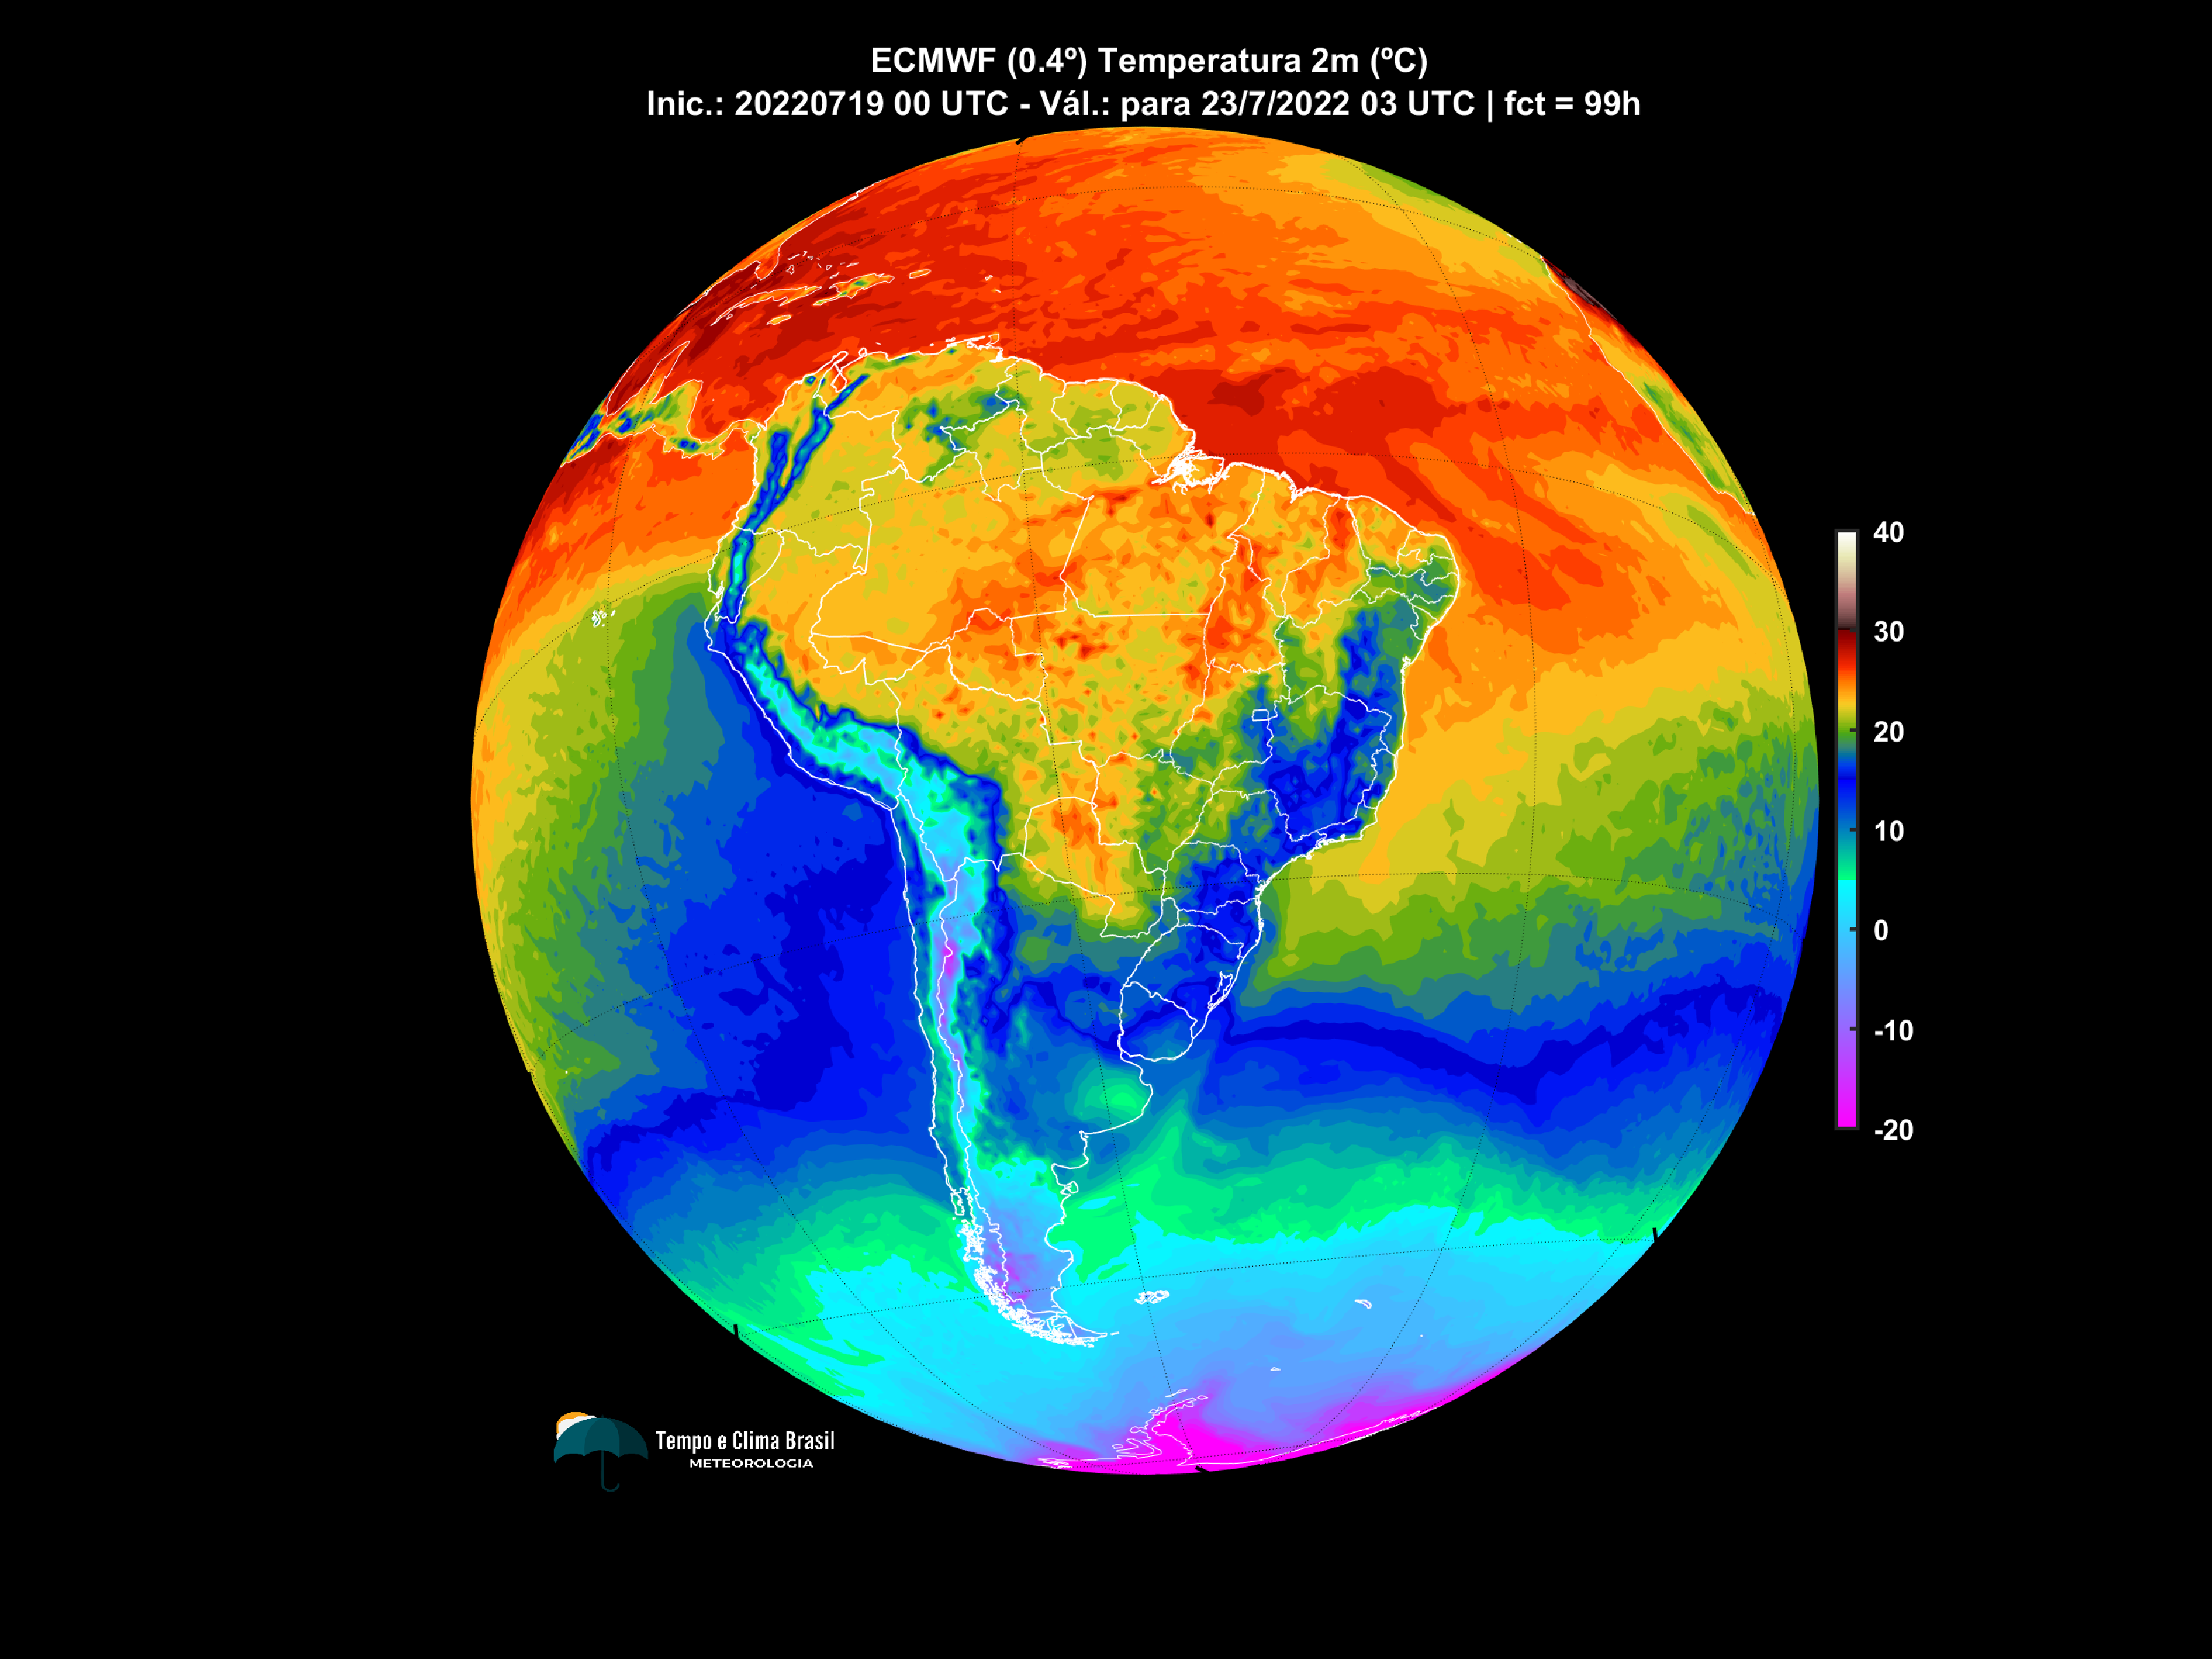 ECMWF (0.4º) Temperatura 2m (ºC)
Inic.: 20220719 00 UTC - Vál.: para 23/7/2022 03 UTC | fct = 99h
40
30
20
10
0
-10
-20
Tempo e Clima Brasil
METEOROLOGIA